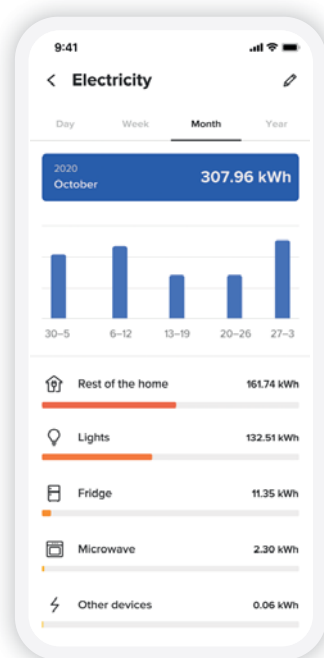 9:41
Electricity
Day Week Month Year
2020
October 307.96 kWh
30–5 6–12 13–19 20–26 27–3
Rest of the home 161.74 kWh
Lights 132.51 kWh
Fridge 11.35 kWh
Microwave 2.30 kWh
Other devices 0.06 kWh